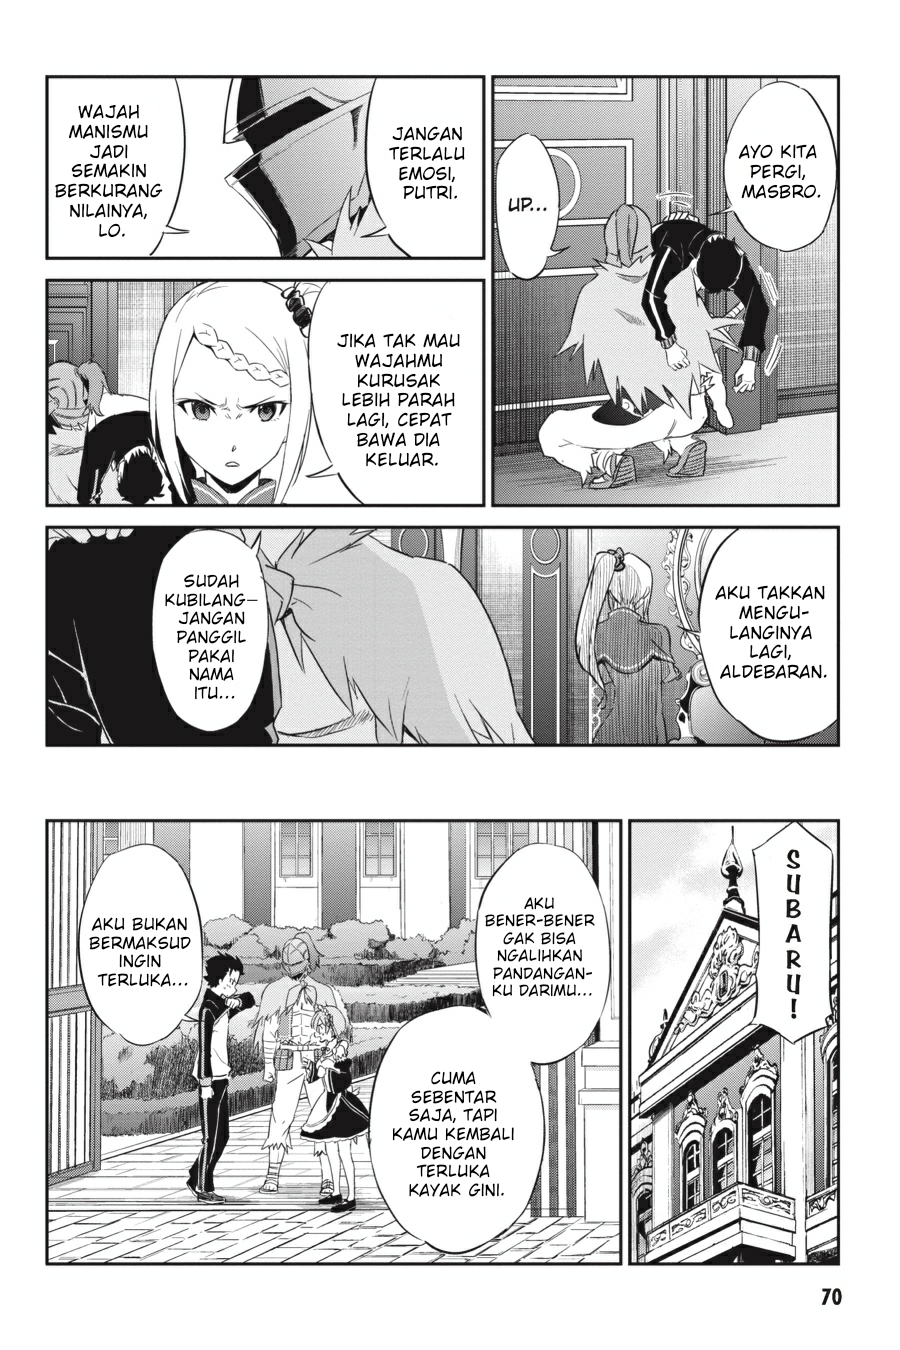 AYO KITA
PERGI,
MASBRO.
UP...
JANGAN
TERLALU
EMOSI,
PUTRI.
WAJAH
MANISMU
JADI
SEMAKIN
BERKURANG
NILAINYA,
LO.
JIKA TAK MAU
WAJAHMU
KURUSAK
LEBIH PARAH
LAGI, CEPAT
BAWA DIA
KELUAR.
AKU TAKKAN
MENGU-
LANGINYA
LAGI,
ALDEBARAN.
SUDAH
KUBILANG—
JANGAN
PANGGIL
PAKAI
NAMA
ITU...
SUBARU!
AKU
BENER-BENER
GAK BISA
NGALIHKAN
PANDANGAN-
KU DARIMU...
CUMA
SEBENTAR
SAJA, TAPI
KAMU KEMBALI
DENGAN
TERLUKA
KAYAK GINI.
AKU BUKAN
BERMAKSUD
INGIN
TERLUKA...
70